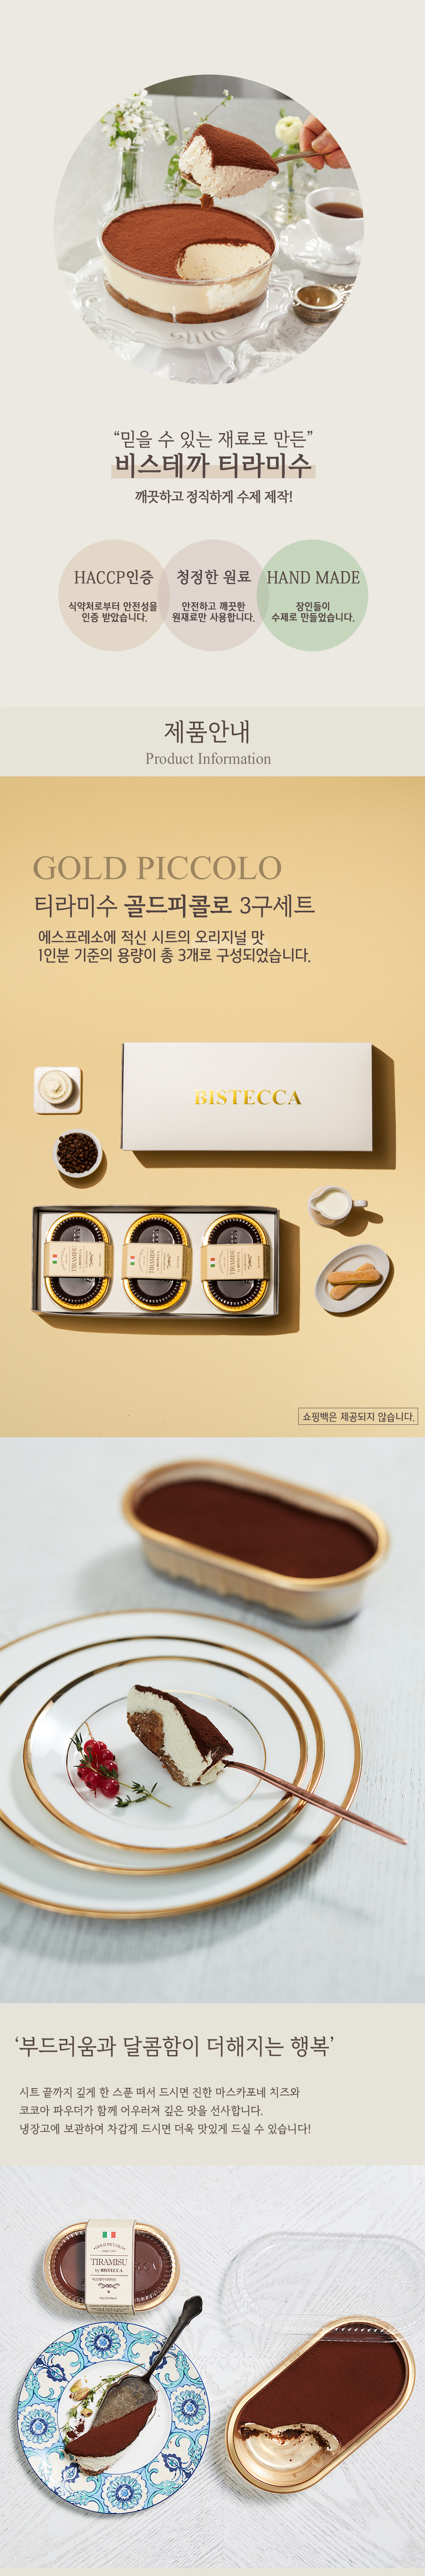 “믿을 수 있는 재료로 만든”
비스테까 티라미수
깨끗하고 정직하게 수제 제작!
HACCP인증
식약처로부터 안전성을
인증 받았습니다.
청정한 원료
안전하고 깨끗한
원재료만 사용합니다.
HAND MADE
장인들이
수제로 만들었습니다.
제품안내
Product Information
GOLD PICCOLO
티라미수 골드피콜로 3구세트
에스프레소에 적신 시트의 오리지널 맛
1인분 기준의 용량이 총 3개로 구성되었습니다.
BISTECCA
TIRAMISU
TIRAMISU
TIRAMISU
쇼핑백은 제공되지 않습니다.
‘부드러움과 달콤함이 더해지는 행복’
시트 끝까지 깊게 한 스푼 떠서 드시면 진한 마스카포네 치즈와
코코아 파우더가 함께 어우러져 깊은 맛을 선사합니다.
냉장고에 보관하여 차갑게 드시면 더욱 맛있게 드실 수 있습니다!
GOLD PICCOLO
TIRAMISU
by BISTECCA